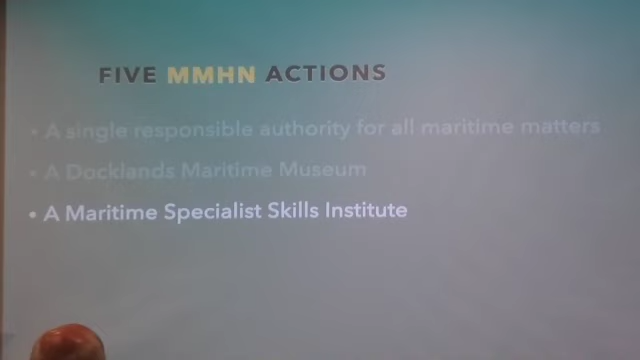 FIVE MMHN ACTIONS
• A single responsible authority for all maritime matters
• A Docklands Maritime Museum
• A Maritime Specialist Skills Institute